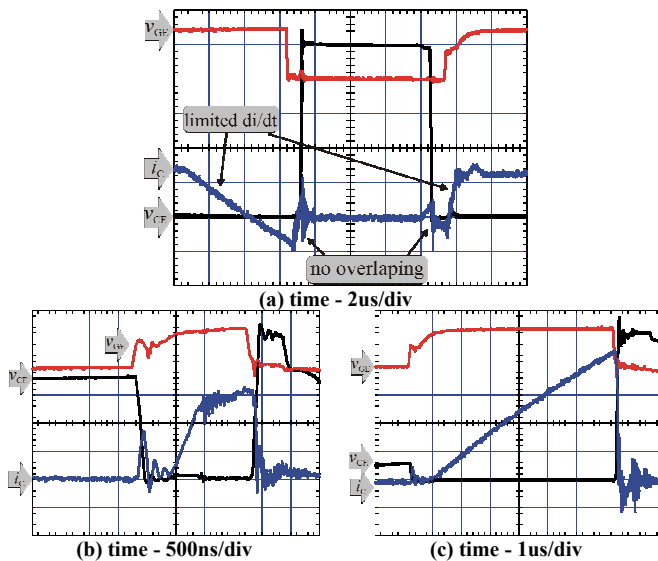 vGE
limited di/dt
iC
vCE
no overlaping
(a) time - 2us/div
vGE
vCE
iC
(b) time - 500ns/div
vGE
vCE
iC
(c) time - 1us/div